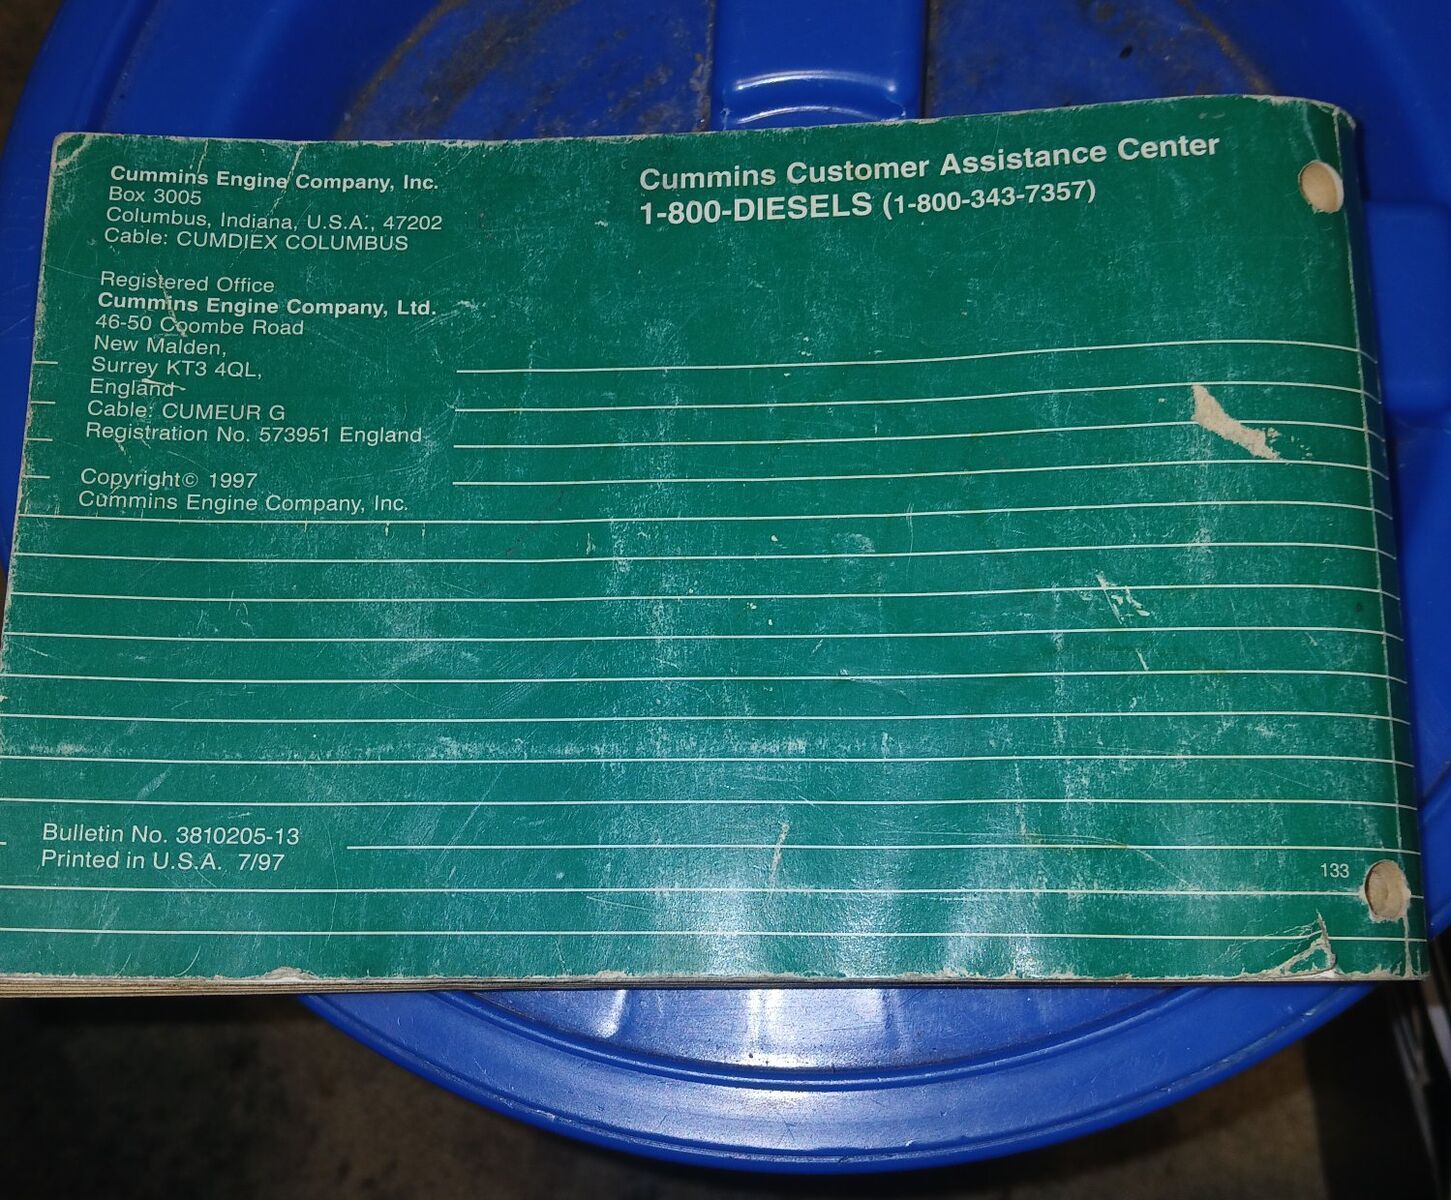 Cummins Engine Company, Inc.
Box 3005
Columbus, Indiana, U.S.A., 47202
Cable: CUMDIEX COLUMBUS
Registered Office
Cummins Engine Company, Ltd.
46-50 Coombe Road
New Malden,
Surrey KT3 4QL,
England
Cable: CUMEUR G
Registration No. 573951 England
Copyright© 1997
Cummins Engine Company, Inc.
Cummins Customer Assistance Center
1-800-DIESELS (1-800-343-7357)
Bulletin No. 3810205-13
Printed in U.S.A. 7/97
133